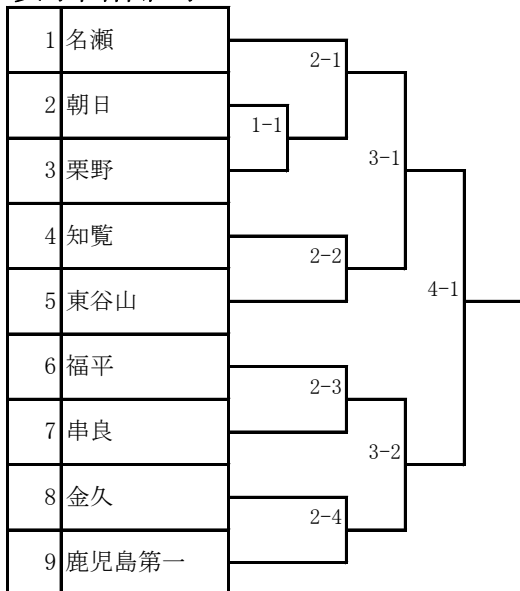 1 名瀬
2-1
2 朝日
1-1
3-1
3 栗野
4 知覧
2-2
4-1
5 東谷山
6 福平
2-3
7 串良
3-2
8 金久
2-4
9 鹿児島第一